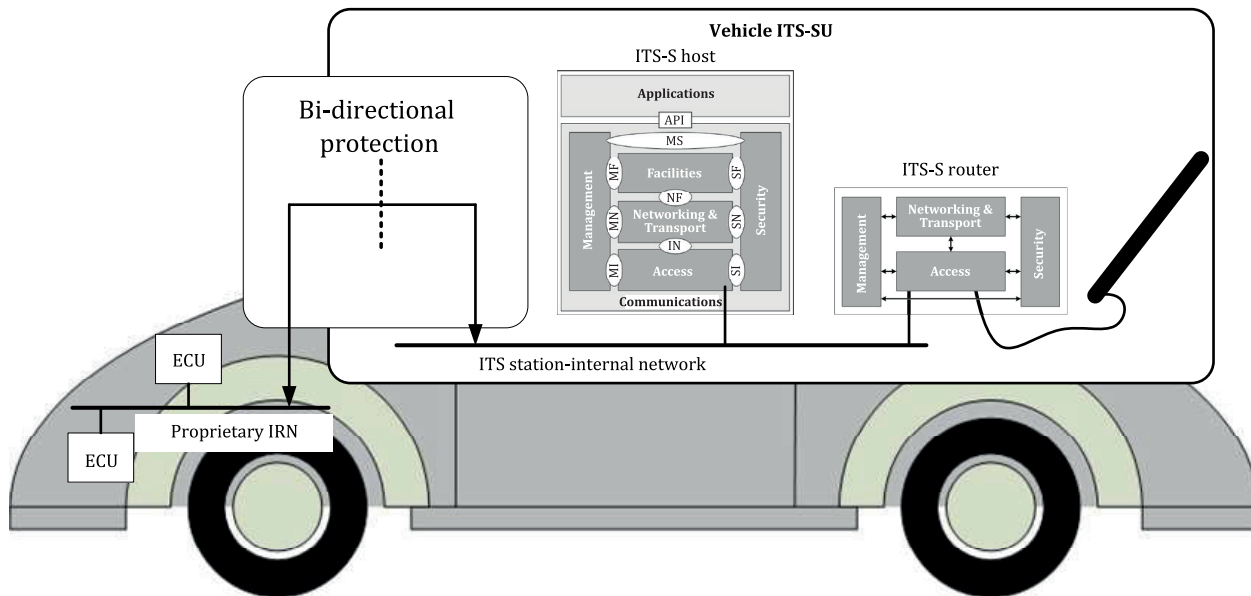 Vehicle ITS-SU
ITS-S host
Applications
API
MS
Management
Security
MF
Facilities
SF
NF
MN
Networking &
Transport
SN
IN
MI
Access
SI
Communications
Bi-directional
protection
ITS-S router
Networking &
Transport
Management
Access
Security
ITS station-internal network
ECU
Proprietary IRN
ECU